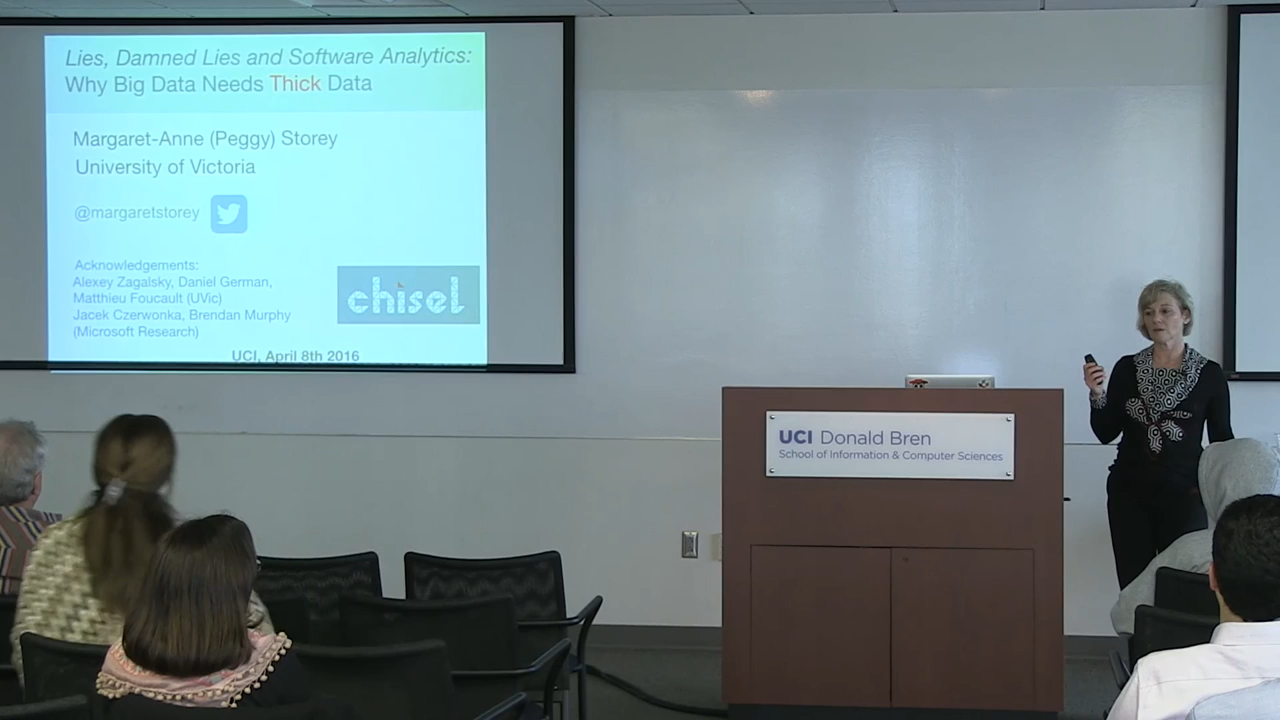 Lies, Damned Lies and Software Analytics:
Why Big Data Needs Thick Data
Margaret-Anne (Peggy) Storey
University of Victoria
@margaretstorey
Acknowledgements:
Alexey Zagalsky, Daniel German,
Matthieu Foucault (UVic)
Jacek Czerwonka, Brendan Murphy
(Microsoft Research)
chisel
UCI, April 8th 2016
UCI Donald Bren
School of Information & Computer Sciences